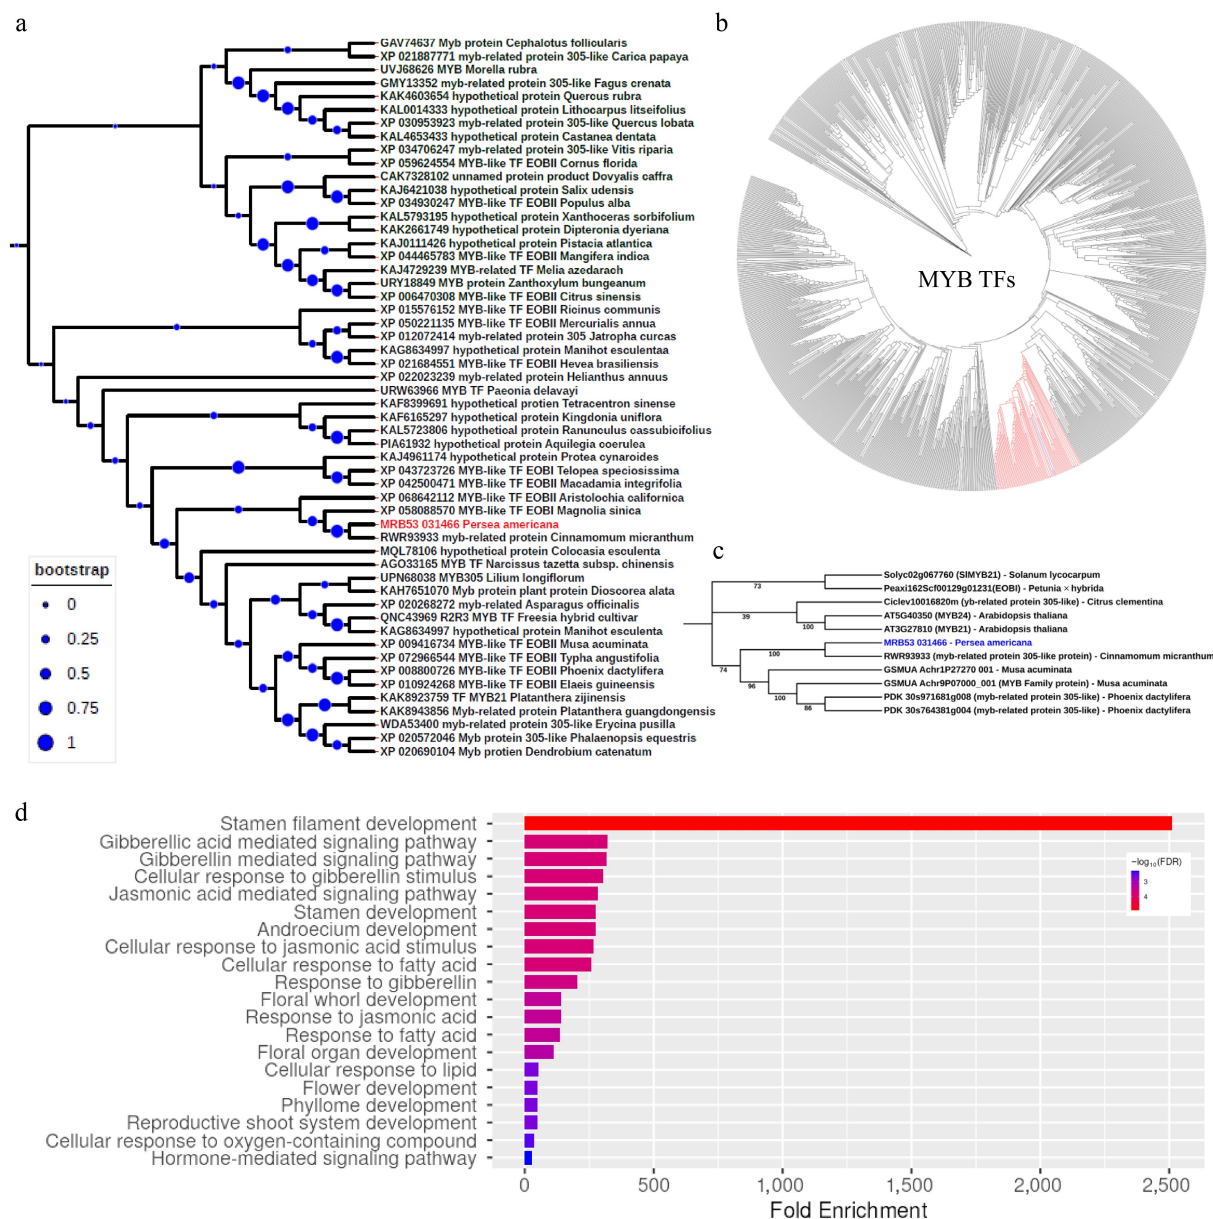 a
GAV74637 Myb protein Cephalotus follicularis
XP 021887771 myb-related protein 305-like Carica papaya
UVJ68626 MYB Morella rubra
GMY13352 myb-related protein 305-like Fagus crenata
KAK4603654 hypothetical protein Quercus rubra
KAL0014333 hypothetical protein Lithocarpus litseifolius
XP 030953923 myb-related protein 305-like Quercus lobata
KAL4653433 hypothetical protein Castanea dentata
XP 034706247 myb-related protein 305-like Vitis riparia
XP 059624554 MYB-like TF EOBII Cornus florida
CAK7328102 unnamed protein product Dovyalis caffra
KAJ6421038 hypothetical protein Salix udensis
XP 034930247 MYB-like TF EOBII Populus alba
KAL5793195 hypothetical protein Xanthoceras sorbifolium
KAK2661749 hypothetical protein Dipteronia dyeriana
KAJ0111426 hypothetical protein Pistacia atlantica
XP 044465783 MYB-like TF EOBII Mangifera indica
KAJ4729239 MYB-related TF Melia azedarach
URY18849 MYB protein Zanthoxylum bungeanum
XP 006470308 MYB-like TF EOBII Citrus sinensis
XP 015576152 MYB-like TF EOBII Ricinus communis
XP 050221135 MYB-like TF EOBII Mercurialis annua
XP 012072414 myb-related protein 305 Jatropha curcas
KAG8634997 hypothetical protein Manihot esculentaa
XP 021684551 MYB-like TF EOBII Hevea brasiliensis
XP 022023239 myb-related protein Helianthus annuus
URW63966 MYB TF Paeonia delavayi
KAF8399691 hypothetical protien Tetracentron sinense
KAF6165297 hypothetical protein Kingdonia uniflora
KAL5723806 hypothetical protein Ranunculus cassubicifolius
PIA61932 hypothetical protein Aquilegia coerulea
KAJ4961174 hypothetical protein Protea cynaroides
XP 043723726 MYB-like TF EOBI Telopea speciosissima
XP 042500471 MYB-like TF EOBII Macadamia integrifolia
XP 068642112 MYB-like TF EOBII Aristolochia californica
XP 058088570 MYB-like TF EOBI Magnolia sinica
MRB53 031466 Persea americana
RWR93933 myb-related protein Cinnamomum micranthum
MQL78106 hypothetical protein Colocasia esculenta
AGO33165 MYB TF Narcissus tazetta subsp. chinensis
UPN68038 MYB305 Lilium longiflorum
KAH7651070 Myb protein plant protein Dioscorea alata
XP 020268272 myb-related Asparagus officinalis
QNC43969 R2R3 MYB TF Freesia hybrid cultivar
KAG8634997 hypothetical protein Manihot esculenta
XP 009416734 MYB-like TF EOBII Musa acuminata
XP 072966544 MYB-like TF EOBII Typha angustifolia
XP 008800726 MYB-like TF EOBII Phoenix dactylifera
XP 010924268 MYB-like TF EOBII Elaeis guineensis
KAK8923759 TF MYB21 Platanthera zijinensis
KAK8943856 Myb-related protein Platanthera guangdongensis
WDA53400 myb-related protein 305-like Erycina pusilla
XP 020572046 Myb protein 305-like Phalaenopsis equestris
XP 020690104 Myb protien Dendrobium catenatum
bootstrap
0
0.25
0.5
0.75
1
b
MYB TFs
c
Solyc02g067760 (SlMYB21) - Solanum lycocarpum
Peaxi162Scf00129g01231(EOBI) - Petunia × hybrida
Ciclev10016820m (yb-related protein 305-like) - Citrus clementina
AT5G40350 (MYB24) - Arabidopsis thaliana
AT3G27810 (MYB21) - Arabidopsis thaliana
MRB53 031466 - Persea americana
RWR93933 (myb-related protein 305-like protein) - Cinnamomum micranthum
GSMUA Achr1P27270 001 - Musa acuminata
GSMUA Achr9P07000_001 (MYB Family protein) - Musa acuminata
PDK 30s971681g008 (myb-related protein 305-like) - Phoenix dactylifera
PDK 30s764381g004 (myb-related protein 305-like) - Phoenix dactylifera
73
39
100
100
74
96
100
86
d
Stamen filament development
Gibberellic acid mediated signaling pathway
Gibberellin mediated signaling pathway
Cellular response to gibberellin stimulus
Jasmonic acid mediated signaling pathway
Stamen development
Androecium development
Cellular response to jasmonic acid stimulus
Cellular response to fatty acid
Response to gibberellin
Floral whorl development
Response to jasmonic acid
Response to fatty acid
Floral organ development
Cellular response to lipid
Flower development
Phyllome development
Reproductive shoot system development
Cellular response to oxygen-containing compound
Hormone-mediated signaling pathway
−log₁₀(FDR)
3
4
0
500
1,000
1,500
2,000
2,500
Fold Enrichment